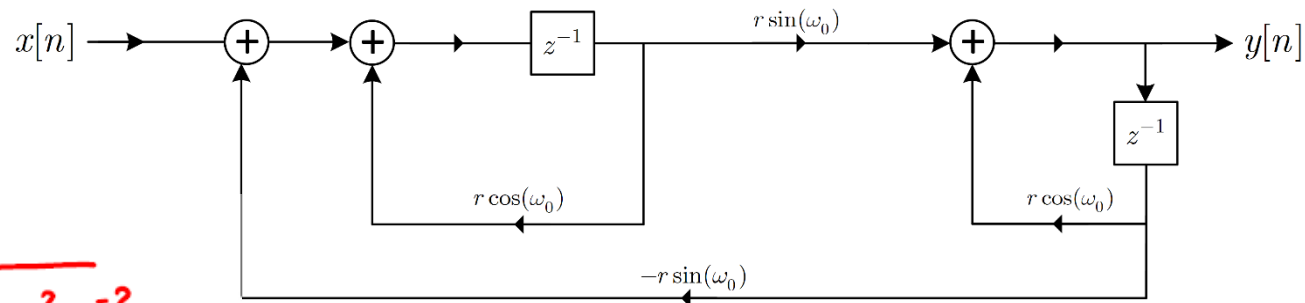 r sin(ω₀)
x[n] + + z⁻¹ + y[n]
z⁻¹
r cos(ω₀) r cos(ω₀)
−r sin(ω₀)